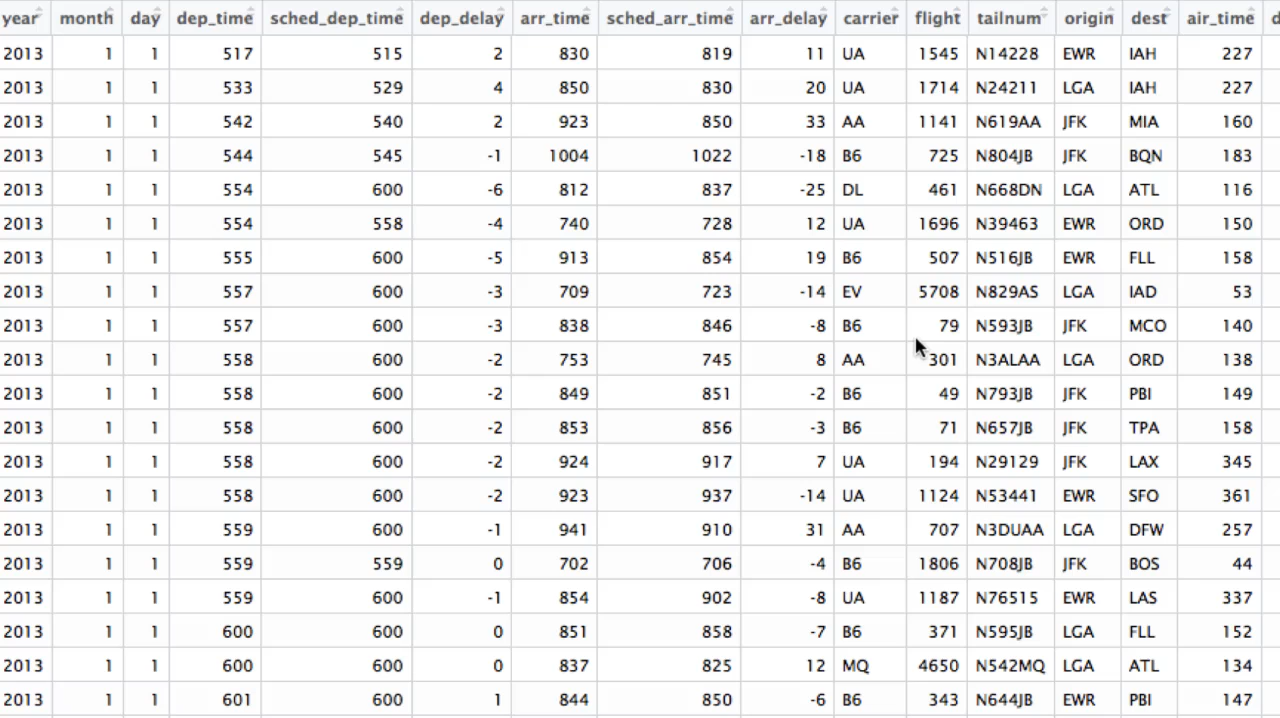 year month day dep_time sched_dep_time dep_delay arr_time sched_arr_time arr_delay carrier flight tailnum origin dest air_time
2013 1 1 517 515 2 830 819 11 UA 1545 N14228 EWR IAH 227
2013 1 1 533 529 4 850 830 20 UA 1714 N24211 LGA IAH 227
2013 1 1 542 540 2 923 850 33 AA 1141 N619AA JFK MIA 160
2013 1 1 544 545 -1 1004 1022 -18 B6 725 N804JB JFK BQN 183
2013 1 1 554 600 -6 812 837 -25 DL 461 N668DN LGA ATL 116
2013 1 1 554 558 -4 740 728 12 UA 1696 N39463 EWR ORD 150
2013 1 1 555 600 -5 913 854 19 B6 507 N516JB EWR FLL 158
2013 1 1 557 600 -3 709 723 -14 EV 5708 N829AS LGA IAD 53
2013 1 1 557 600 -3 838 846 -8 B6 79 N593JB JFK MCO 140
2013 1 1 558 600 -2 753 745 8 AA 301 N3ALAA LGA ORD 138
2013 1 1 558 600 -2 849 851 -2 B6 49 N793JB JFK PBI 149
2013 1 1 558 600 -2 853 856 -3 B6 71 N657JB JFK TPA 158
2013 1 1 558 600 -2 924 917 7 UA 194 N29129 JFK LAX 345
2013 1 1 558 600 -2 923 937 -14 UA 1124 N53441 EWR SFO 361
2013 1 1 559 600 -1 941 910 31 AA 707 N3DUAA LGA DFW 257
2013 1 1 559 559 0 702 706 -4 B6 1806 N708JB JFK BOS 44
2013 1 1 559 600 -1 854 902 -8 UA 1187 N76515 EWR LAS 337
2013 1 1 600 600 0 851 858 -7 B6 371 N595JB LGA FLL 152
2013 1 1 600 600 0 837 825 12 MQ 4650 N542MQ LGA ATL 134
2013 1 1 601 600 1 844 850 -6 B6 343 N644JB EWR PBI 147